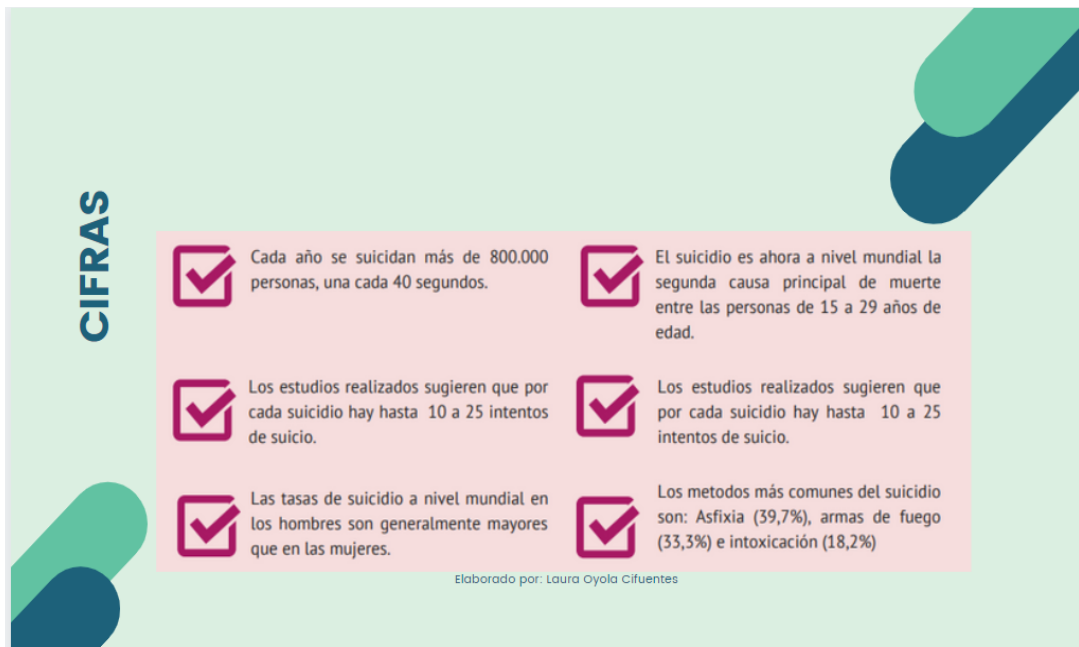 CIFRAS
Cada año se suicidan más de 800.000
personas, una cada 40 segundos.
El suicidio es ahora a nivel mundial la
segunda causa principal de muerte
entre las personas de 15 a 29 años de
edad.
Los estudios realizados sugieren que por
cada suicidio hay hasta 10 a 25 intentos
de suicio.
Los estudios realizados sugieren que
por cada suicidio hay hasta 10 a 25
intentos de suicio.
Las tasas de suicidio a nivel mundial en
los hombres son generalmente mayores
que en las mujeres.
Los metodos más comunes del suicidio
son: Asfixia (39,7%), armas de fuego
(33,3%) e intoxicación (18,2%)
Elaborado por: Laura Oyola Cifuentes